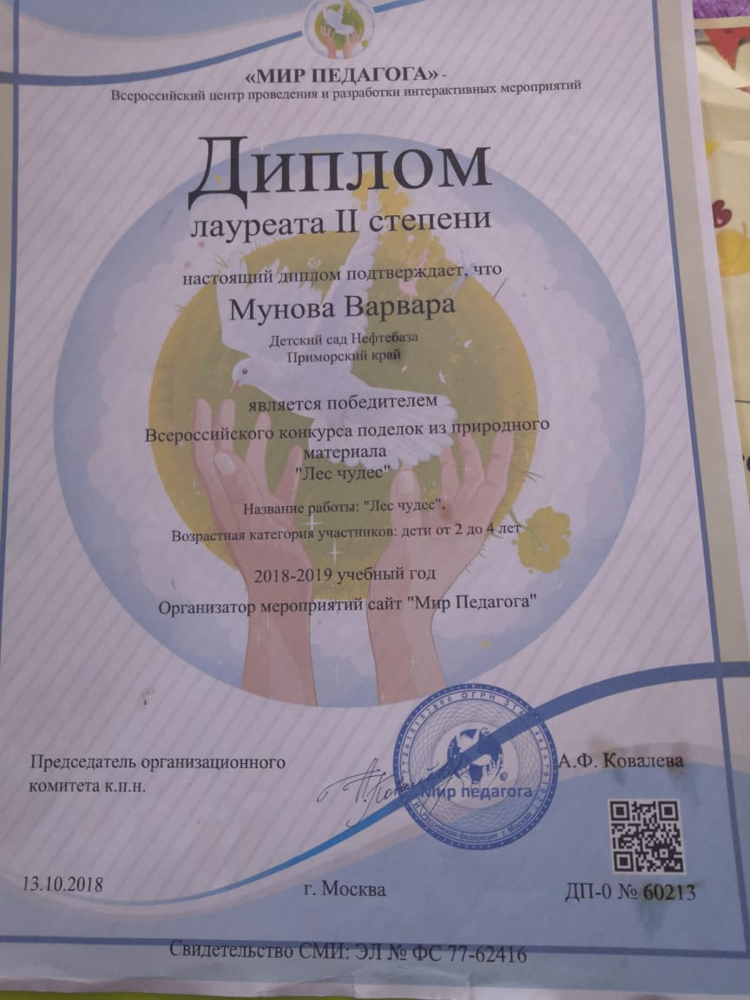 «МИР ПЕДАГОГА» -
Всероссийский центр проведения и разработки интерактивных мероприятий
Диплом
лауреата II степени
настоящий диплом подтверждает, что
Мунова Варвара
Детский сад Нефтебаза
Приморский край
является победителем
Всероссийского конкурса поделок из природного
материала
"Лес чудес"
Название работы: "Лес чудес".
Возрастная категория участников: дети от 2 до 4 лет
2018-2019 учебный год
Организатор мероприятий сайт "Мир Педагога"
Председатель организационного
комитета к.п.н.
А.Ф. Ковалева
ОГРН
Мир педагога
г. Москва
13.10.2018
г. Москва
ДП-0 № 60213
Свидетельство СМИ: ЭЛ № ФС 77-62416